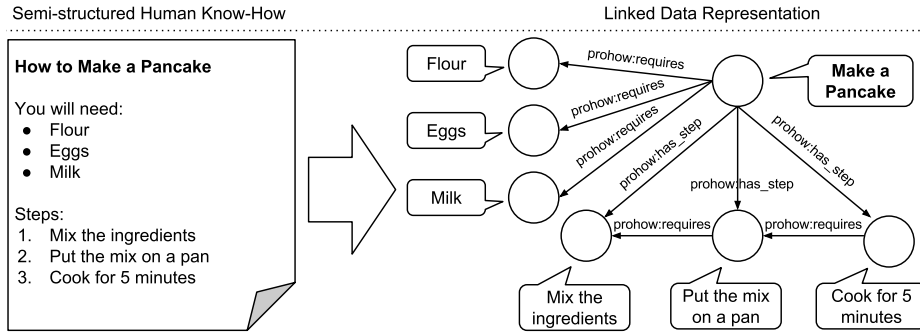 Semi-structured Human Know-How
Linked Data Representation
How to Make a Pancake
You will need:
● Flour
● Eggs
● Milk
Steps:
1. Mix the ingredients
2. Put the mix on a pan
3. Cook for 5 minutes
Flour
Eggs
Milk
prohow:requires
prohow:requires
prohow:requires
Make a
Pancake
prohow:has_step
prohow:has_step
prohow:has_step
prohow:requires
prohow:requires
Mix the
ingredients
Put the mix
on a pan
Cook for 5
minutes